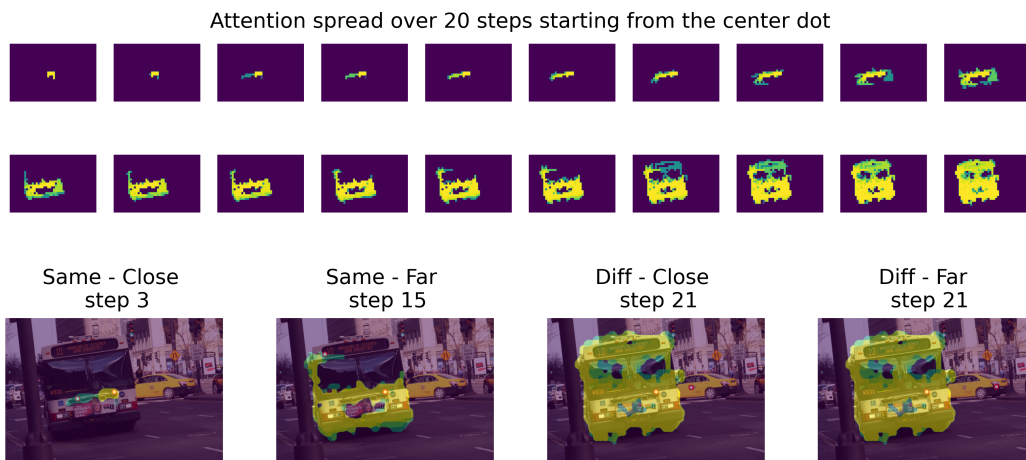 Attention spread over 20 steps starting from the center dot
Same - Close
step 3
Same - Far
step 15
Diff - Close
step 21
Diff - Far
step 21